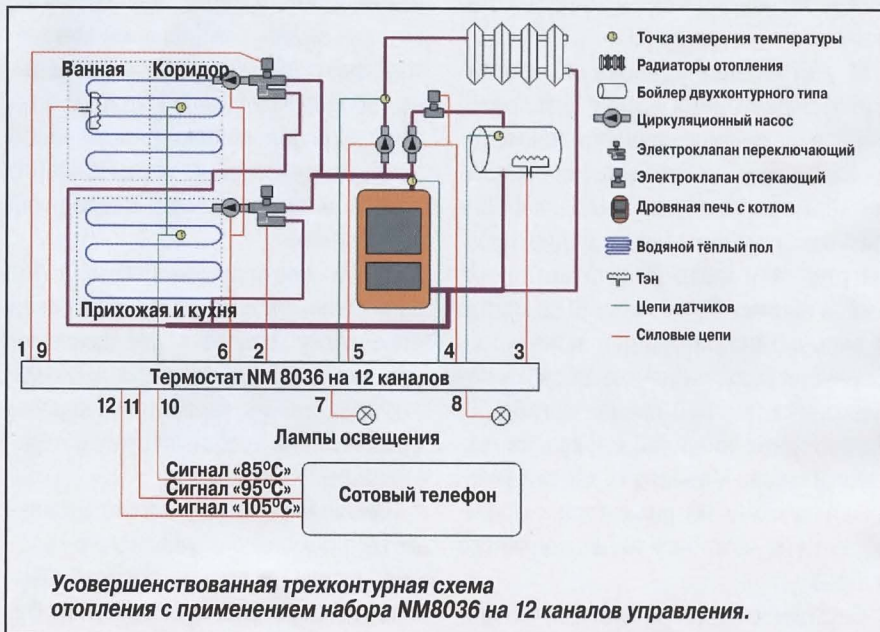 Ванная
Коридор
Прихожая и кухня
Точка измерения температуры
Радиаторы отопления
Бойлер двухконтурного типа
Циркуляционный насос
Электроклапан переключающий
Электроклапан отсекающий
Дровяная печь с котлом
Водяной тёплый пол
Тэн
Цепи датчиков
Силовые цепи
1 9 6 2 5 4 3
Термостат NM 8036 на 12 каналов
12 11 10 7 8
Лампы освещения
Сигнал «85ºС»
Сигнал «95ºС»
Сигнал «105ºС»
Сотовый телефон
Усовершенствованная трехконтурная схема
отопления с применением набора NM8036 на 12 каналов управления.